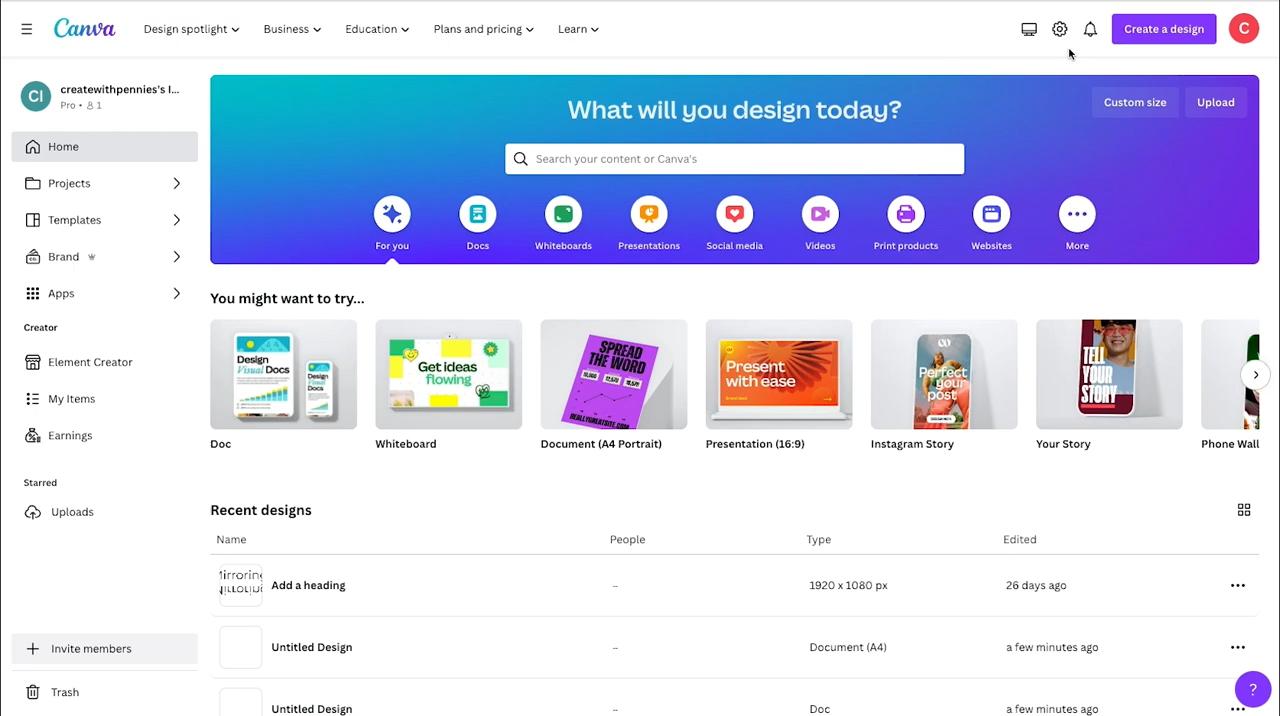 Canva
Design spotlight
Business
Education
Plans and pricing
Learn
Create a design
C
CI
createwithpennies's I...
Pro • 1
Home
Projects
Templates
Brand
Apps
Creator
Element Creator
My Items
Earnings
Starred
Uploads
Invite members
Trash
What will you design today?
Custom size
Upload
Search your content or Canva's
For you
Docs
Whiteboards
Presentations
Social media
Videos
Print products
Websites
More
You might want to try...
Design
Visual Docs
Design
Visual
Docs
Get ideas
flowing
SPREAD
THE WORD
REALLYGREATSITE.COM
Present
with ease
Perfect
your
post
TELL
YOUR
STORY
Doc
Whiteboard
Document (A4 Portrait)
Presentation (16:9)
Instagram Story
Your Story
Phone Wall
Recent designs
Name
People
Type
Edited
Add a heading
--
1920 x 1080 px
26 days ago
Untitled Design
--
Document (A4)
a few minutes ago
Untitled Design
--
Doc
a few minutes ago
?